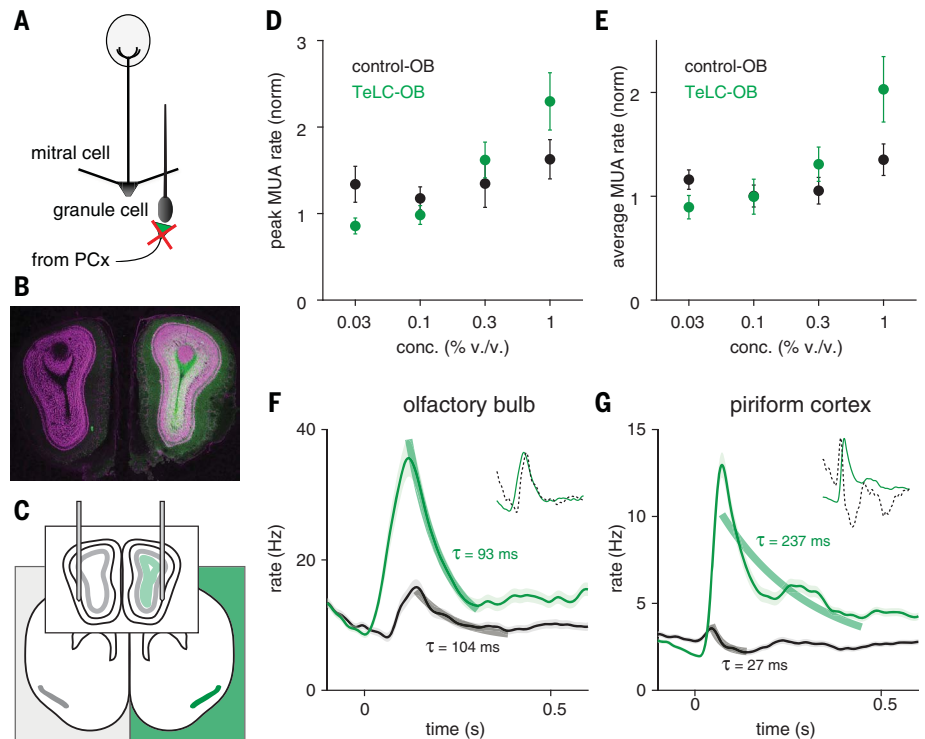 A
mitral cell
granule cell
from PCx
B
C
D
control-OB
TeLC-OB
peak MUA rate (norm)
3
2
1
0
0.03 0.1 0.3 1
conc. (% v./v.)
E
control-OB
TeLC-OB
average MUA rate (norm)
2
1
0
0.03 0.1 0.3 1
conc. (% v./v.)
F olfactory bulb
rate (Hz)
60
40
20
0
τ = 93 ms
τ = 104 ms
0 0.5
time (s)
G piriform cortex
rate (Hz)
15
10
5
0
τ = 237 ms
τ = 27 ms
0 0.5
time (s)